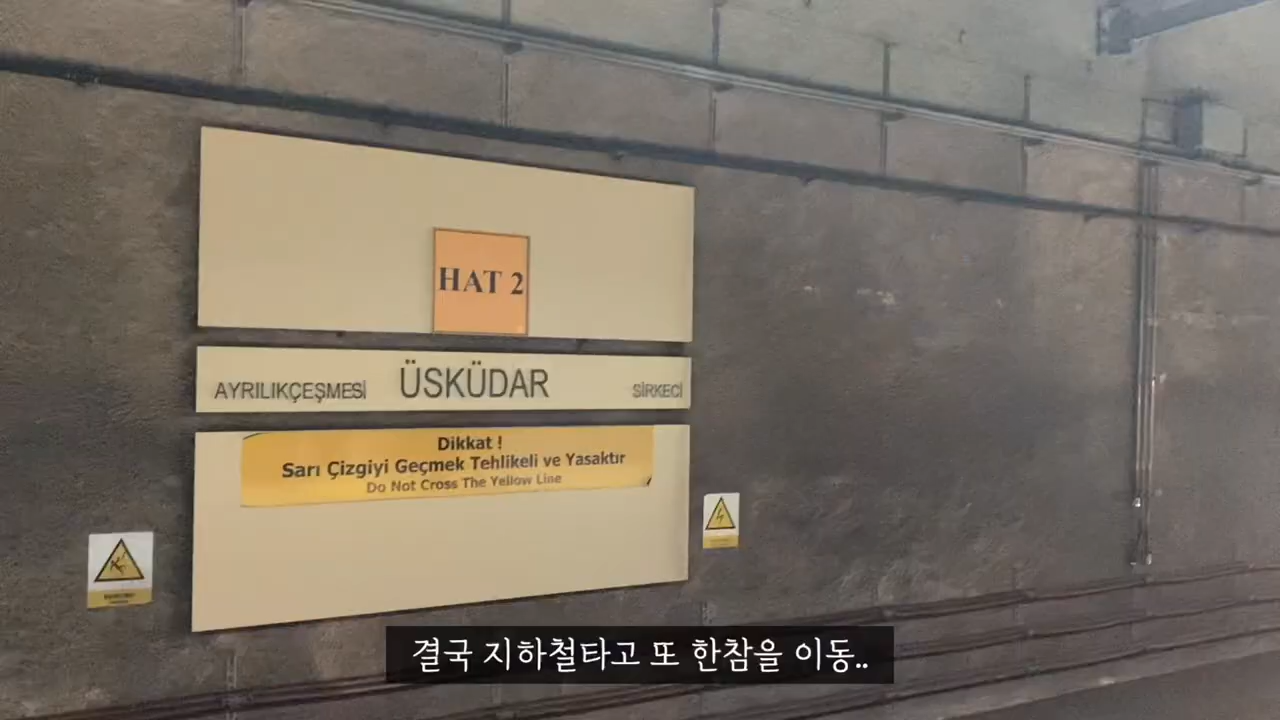 HAT 2
AYRILIKÇEŞMESİ ÜSKÜDAR SİRKECİ
Dikkat !
Sarı Çizgiyi Geçmek Tehlikeli ve Yasaktır
Do Not Cross The Yellow Line
결국 지하철타고 또 한참을 이동..